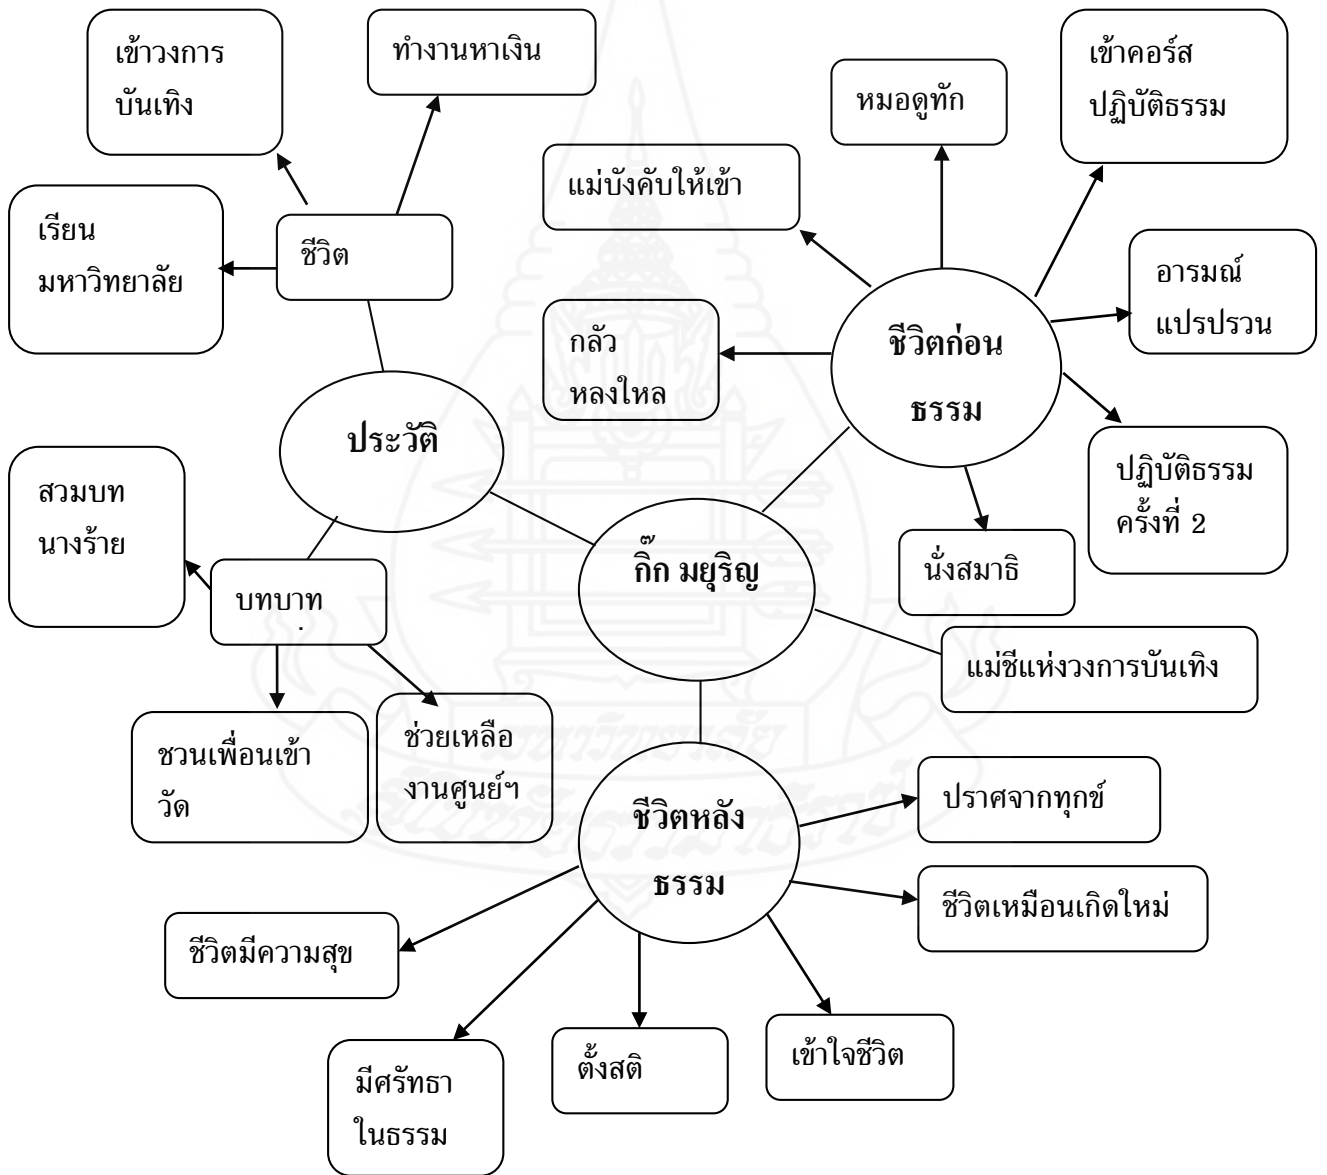 เข้าวงการ
บันเทิง
ทำงานหาเงิน
หมอดูทัก
เข้าคอร์ส
ปฏิบัติธรรม
แม่บังคับให้เข้า
เรียน
มหาวิทยาลัย
ชีวิต
อารมณ์
แปรปรวน
กลัว
หลงใหล
ชีวิตก่อน
ธรรม
ประวัติ
สวมบท
นางร้าย
ปฏิบัติธรรม
ครั้งที่ 2
กิ๊ก มยุริญ
นั่งสมาธิ
บทบาท
แม่ชีแห่งวงการบันเทิง
ชวนเพื่อนเข้า
วัด
ช่วยเหลือ
งานศูนย์ฯ
ชีวิตหลัง
ธรรม
ปราศจากทุกข์
ชีวิตเหมือนเกิดใหม่
ชีวิตมีความสุข
มีศรัทธา
ในธรรม
ตั้งสติ
เข้าใจชีวิต